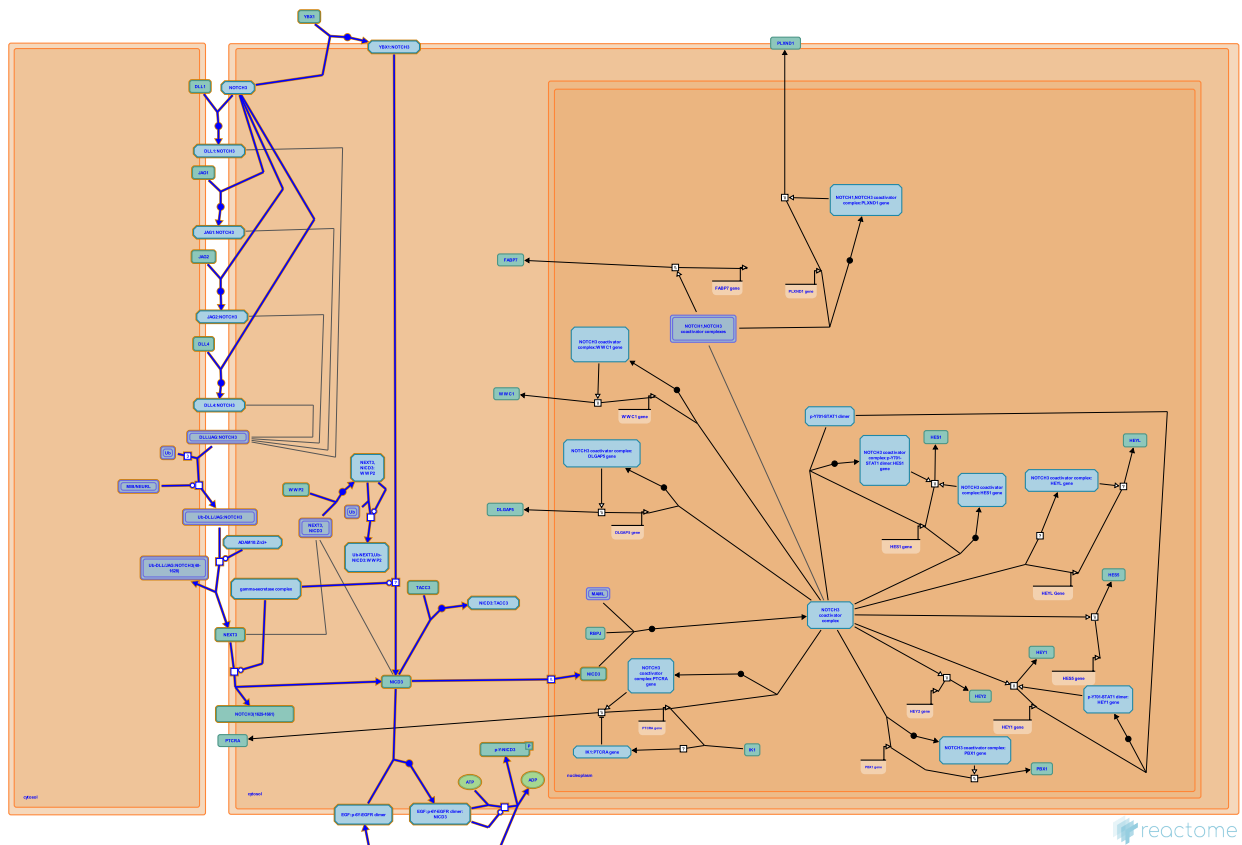 YBX1
YBX1:NOTCH3
PLXND1
DLL1
NOTCH3
DLL1:NOTCH3
JAG1
JAG1:NOTCH3
JAG2
JAG2:NOTCH3
DLL4
DLL4:NOTCH3
DLL/JAG:NOTCH3
Ub
MIB/NEURL
Ub-DLL/JAG:NOTCH3
ADAM10:Zn2+
gamma-secretase complex
NEXT3
NOTCH3(1629-1661)
PTCRA
cytosol
cytosol
WWP2
NEXT3,
NICD3:
WWP2
Ub
NEXT3,
NICD3
Ub-NEXT3,Ub-
NICD3:WWP2
TACC3
NICD3:TACC3
NICD3
NICD3
p-Y-NICD3
P
ATP
ADP
EGF:p-6Y-EGFR dimer
EGF:p-6Y-EGFR dimer:
NICD3
NOTCH1,NOTCH3
coactivator
complex:PLXND1 gene
FABP7
FABP7 gene
PLXND1 gene
NOTCH1,NOTCH3
coactivator complexes
NOTCH3 coactivator
complex:WWC1 gene
WWC1
WWC1 gene
NOTCH3 coactivator complex:
DLGAP5 gene
DLGAP5
DLGAP5 gene
p-Y701-STAT1 dimer
NOTCH3 coactivator
complex:p-Y701-
STAT1 dimer:HES1
gene
HES1
NOTCH3 coactivator
complex:HES1 gene
HES1 gene
NOTCH3 coactivator complex:
HEYL gene
HEYL
HEYL Gene
MAML
RBPJ
NOTCH3
coactivator
complex
HES5
HES5 gene
NOTCH3
coactivator
complex:PTCRA
gene
PTCRA gene
IK1:PTCRA gene
IK1
HEY2
HEY2 gene
HEY1
HEY1 gene
p-Y701-STAT1 dimer:
HEY1 gene
NOTCH3 coactivator complex:
PBX1 gene
PBX1 gene
PBX1
nucleoplasm
reactome